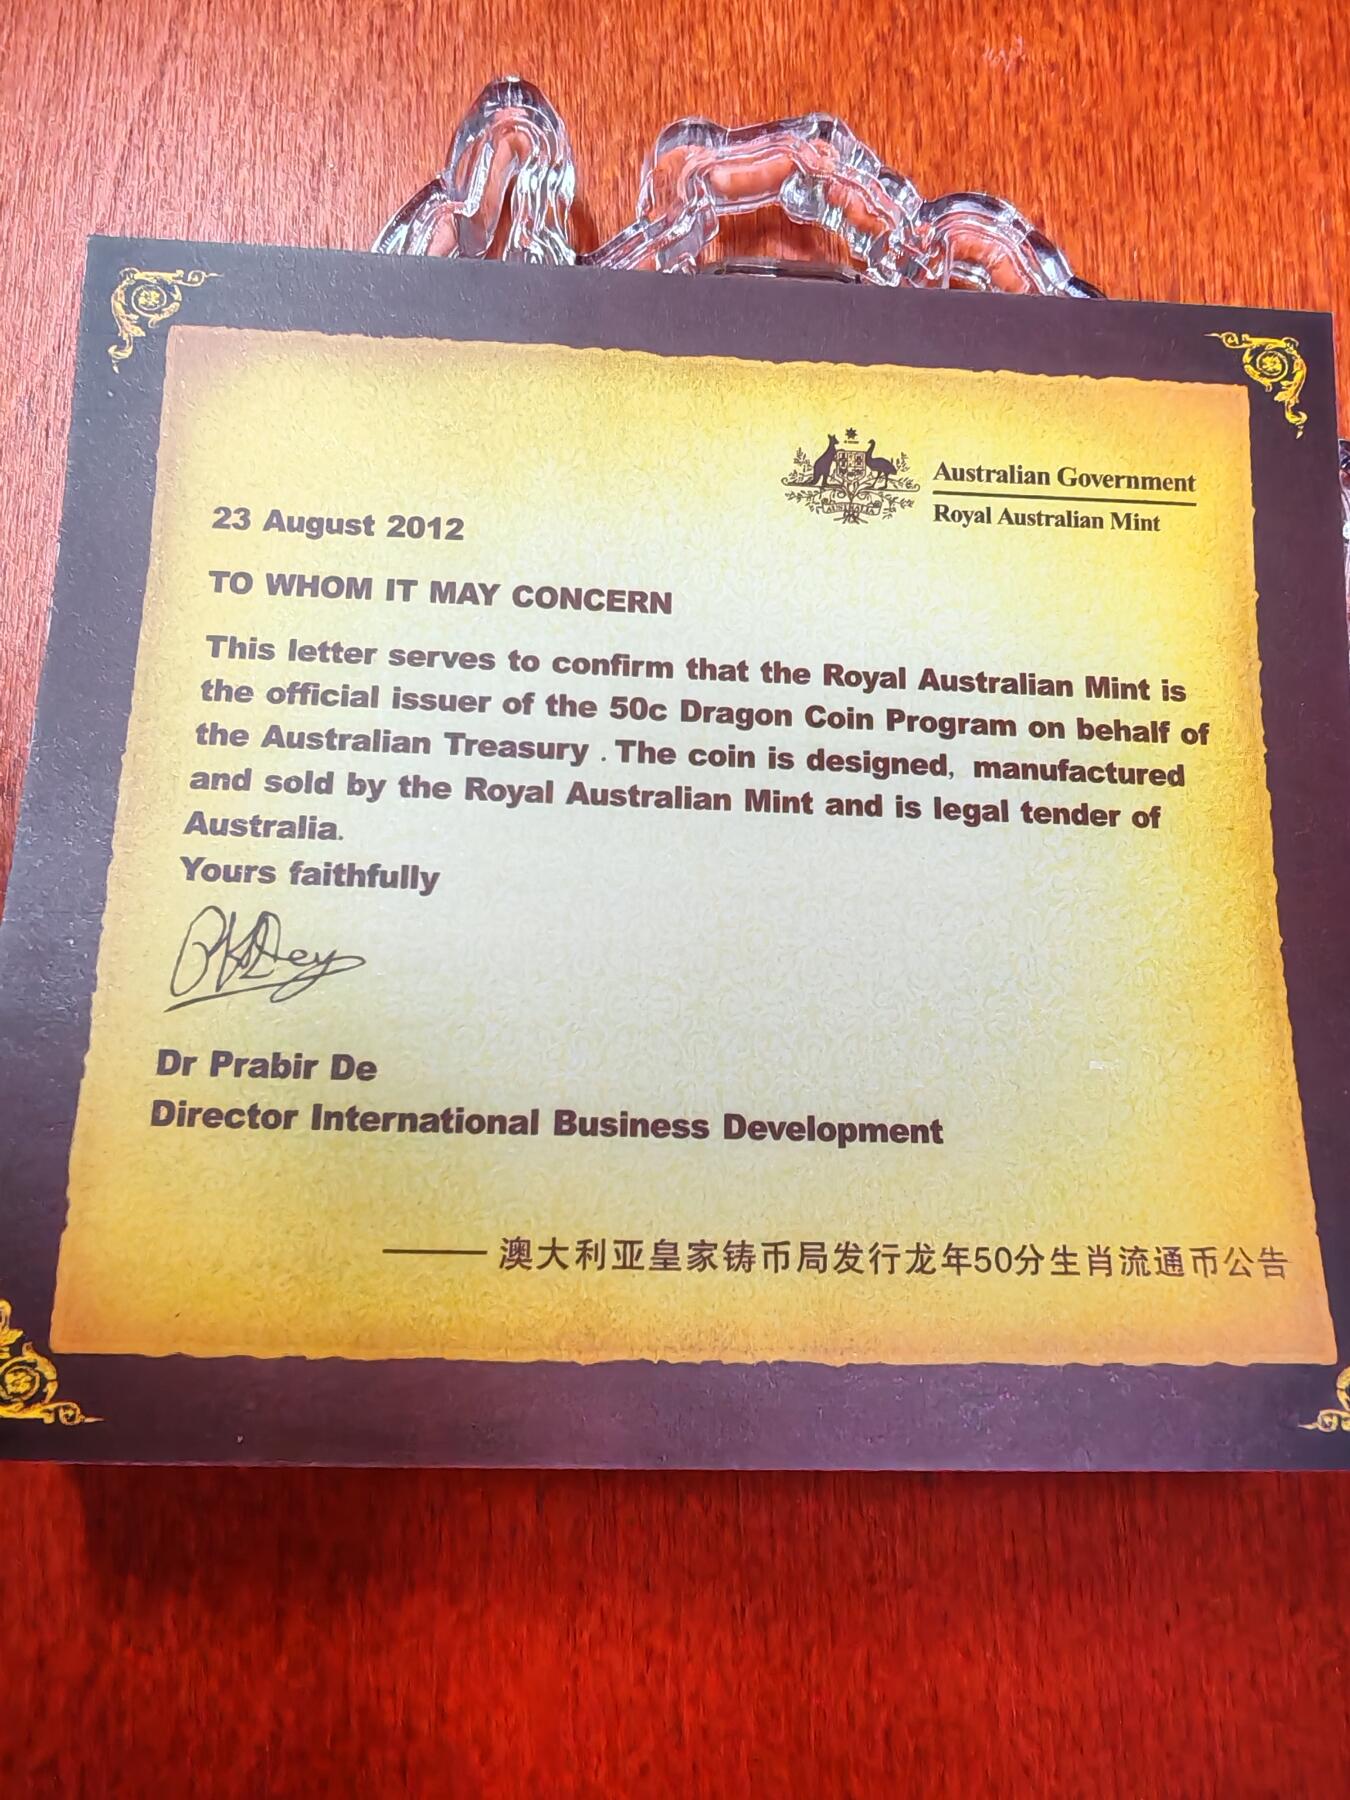 Australian Government
Royal Australian Mint
23 August 2012
TO WHOM IT MAY CONCERN
This letter serves to confirm that the Royal Australian Mint is
the official issuer of the 50c Dragon Coin Program on behalf of
the Australian Treasury . The coin is designed, manufactured
and sold by the Royal Australian Mint and is legal tender of
Australia.
Yours faithfully
Dr Prabir De
Director International Business Development
——— 澳大利亚皇家铸币局发行龙年50分生肖流通币公告